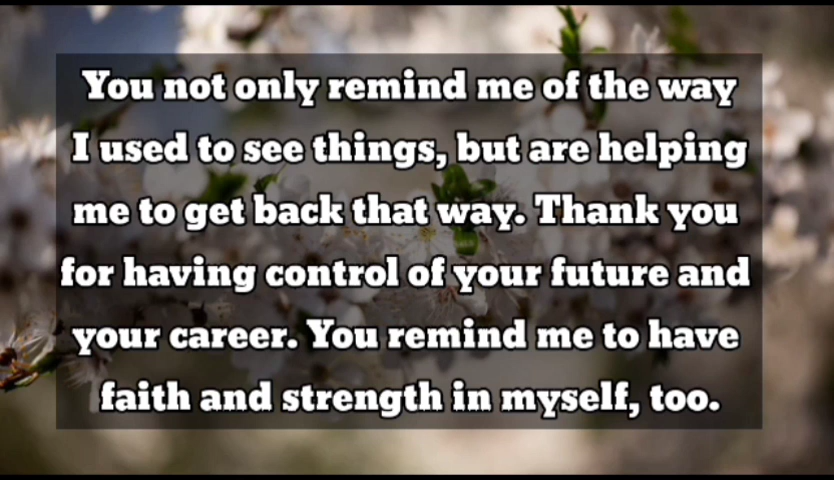 You not only remind me of the way
I used to see things, but are helping
me to get back that way. Thank you
for having control of your future and
your career. You remind me to have
faith and strength in myself, too.